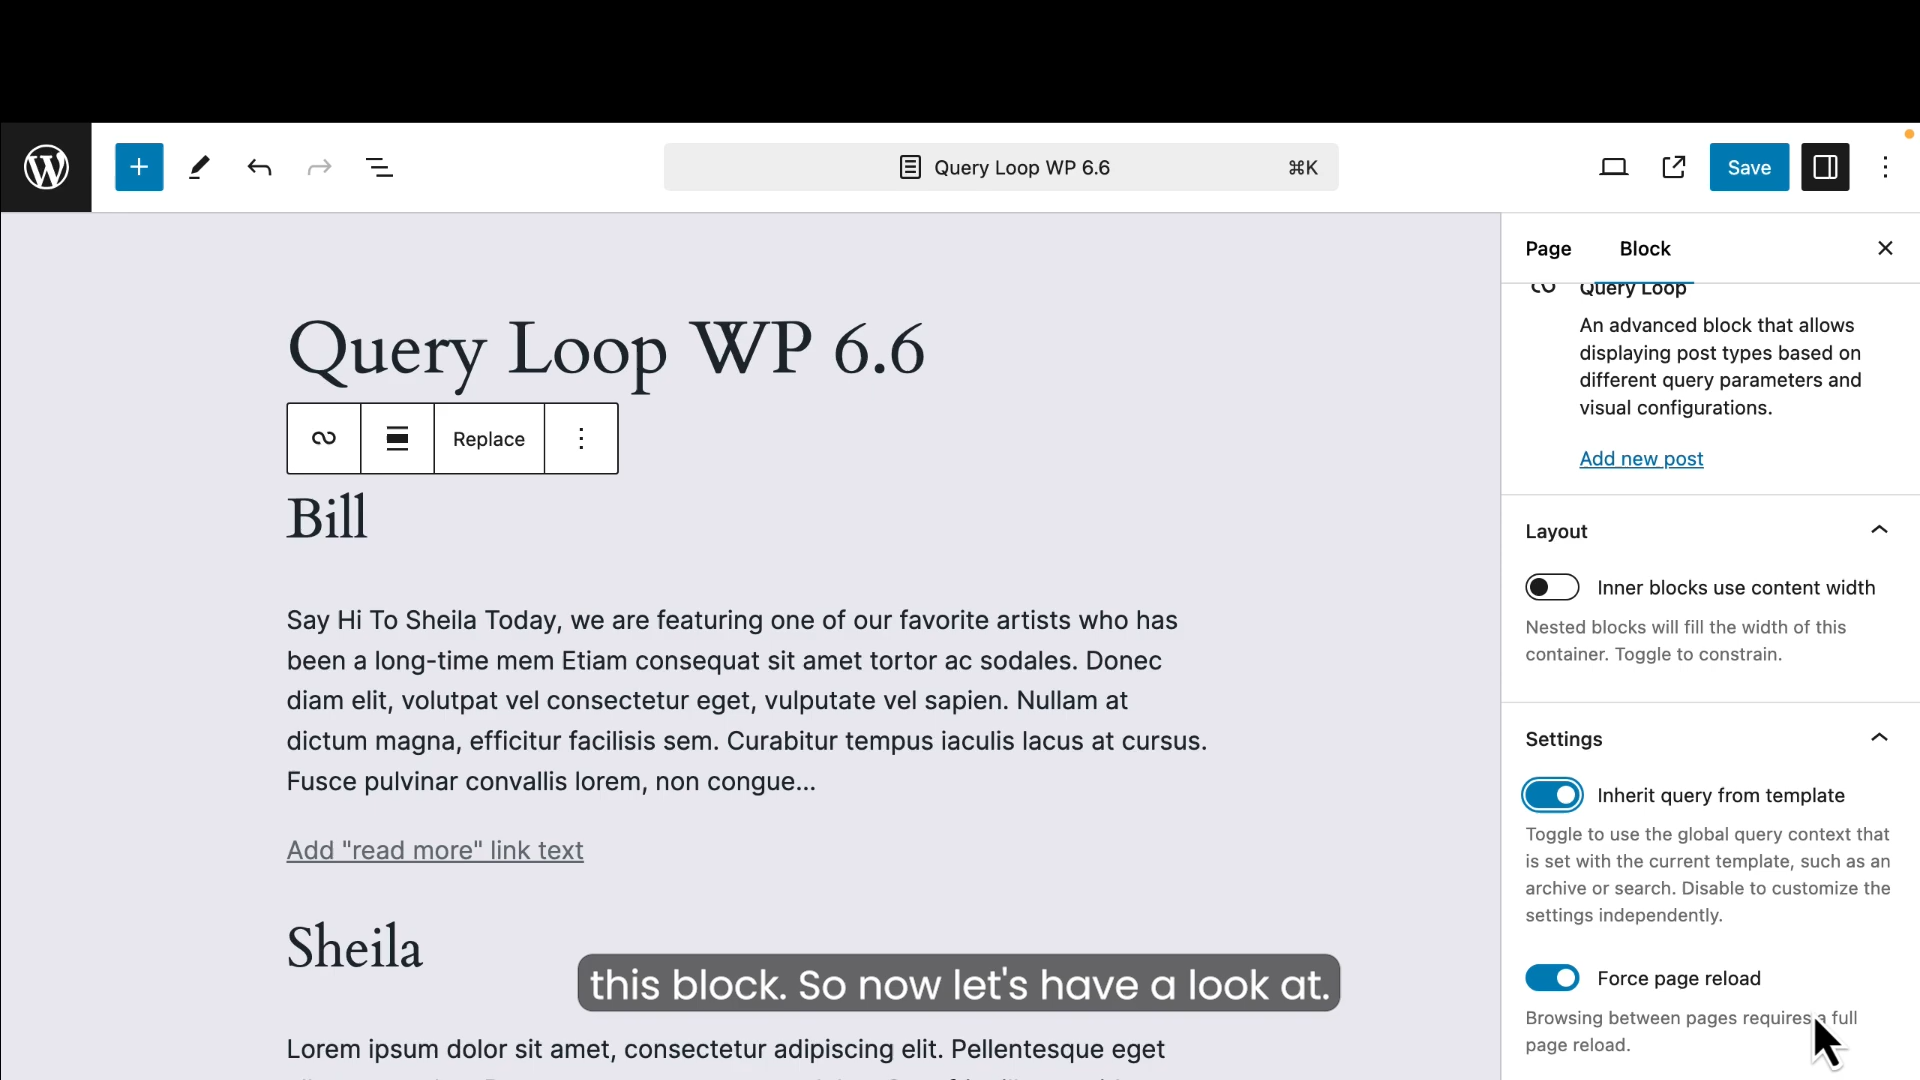 Query Loop WP 6.6
⌘K
Save
Page
Block
Query Loop
An advanced block that allows
displaying post types based on
different query parameters and
visual configurations.
Add new post
Layout
Inner blocks use content width
Nested blocks will fill the width of this
container. Toggle to constrain.
Settings
Inherit query from template
Toggle to use the global query context that
is set with the current template, such as an
archive or search. Disable to customize the
settings independently.
Force page reload
Browsing between pages requires a full
page reload.
Query Loop WP 6.6
Replace
Bill
Say Hi To Sheila Today, we are featuring one of our favorite artists who has
been a long-time mem Etiam consequat sit amet tortor ac sodales. Donec
diam elit, volutpat vel consectetur eget, vulputate vel sapien. Nullam at
dictum magna, efficitur facilisis sem. Curabitur tempus iaculis lacus at cursus.
Fusce pulvinar convallis lorem, non congue...
Add "read more" link text
Sheila
this block. So now let's have a look at.
Lorem ipsum dolor sit amet, consectetur adipiscing elit. Pellentesque eget